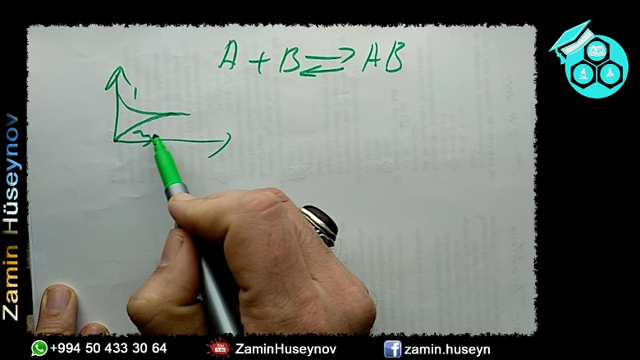 A + B ⇌ AB
1
Zamin Hüseynov
+994 50 433 30 64
ZaminHuseynov
zamin.huseyn